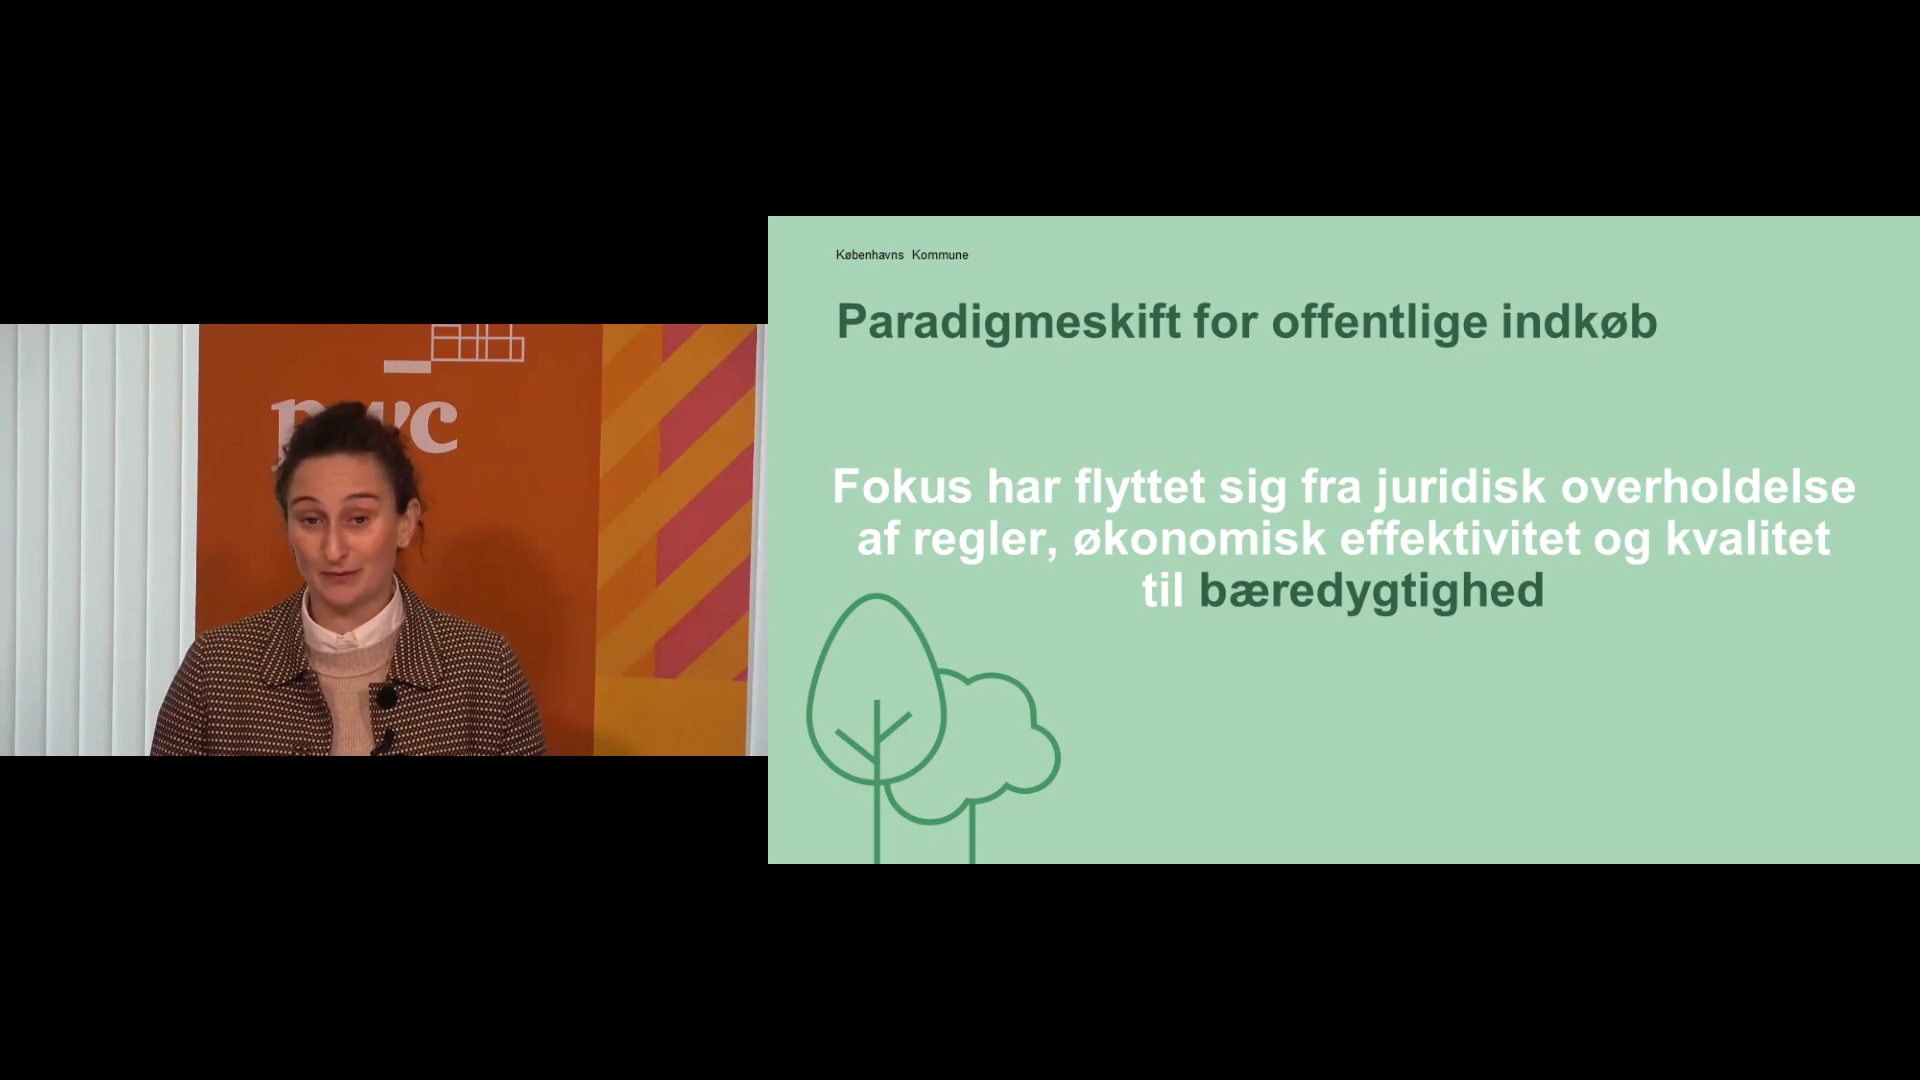 pwc
Københavns Kommune
Paradigmeskift for offentlige indkøb
Fokus har flyttet sig fra juridisk overholdelse
af regler, økonomisk effektivitet og kvalitet
til bæredygtighed